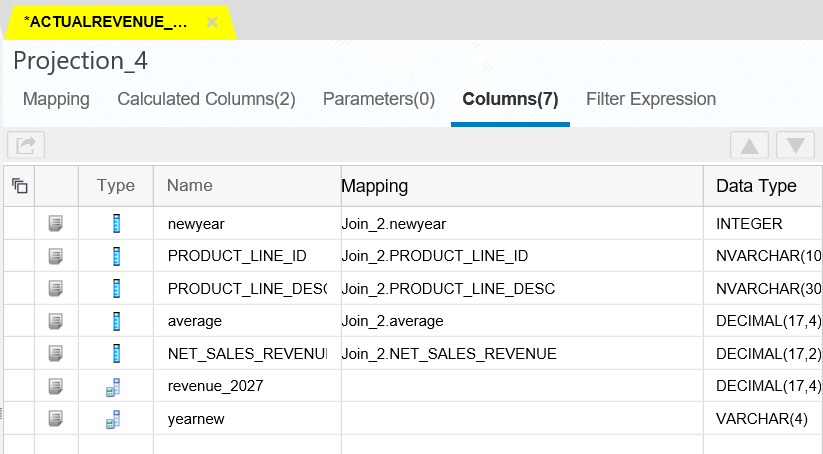 *ACTUALREVENUE_... ×
Projection_4
Mapping Calculated Columns(2) Parameters(0) Columns(7) Filter Expression
Type Name Mapping Data Type
newyear Join_2.newyear INTEGER
PRODUCT_LINE_ID Join_2.PRODUCT_LINE_ID NVARCHAR(10
PRODUCT_LINE_DESC Join_2.PRODUCT_LINE_DESC NVARCHAR(30
average Join_2.average DECIMAL(17,4)
NET_SALES_REVENUE Join_2.NET_SALES_REVENUE DECIMAL(17,2)
revenue_2027 DECIMAL(17,4)
yearnew VARCHAR(4)